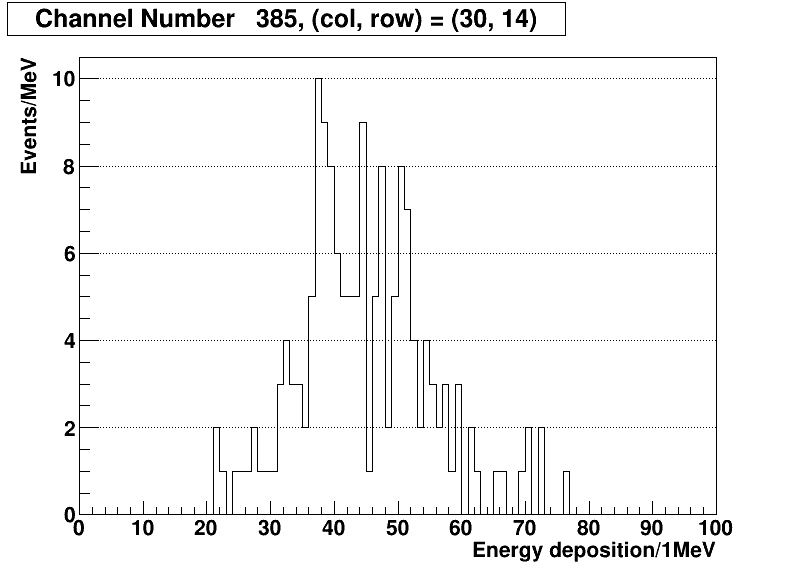 Channel Number   385, (col, row) = (30, 14)
Events/MeV
10
8
6
4
2
0
0 10 20 30 40 50 60 70 80 90 100
Energy deposition/1MeV